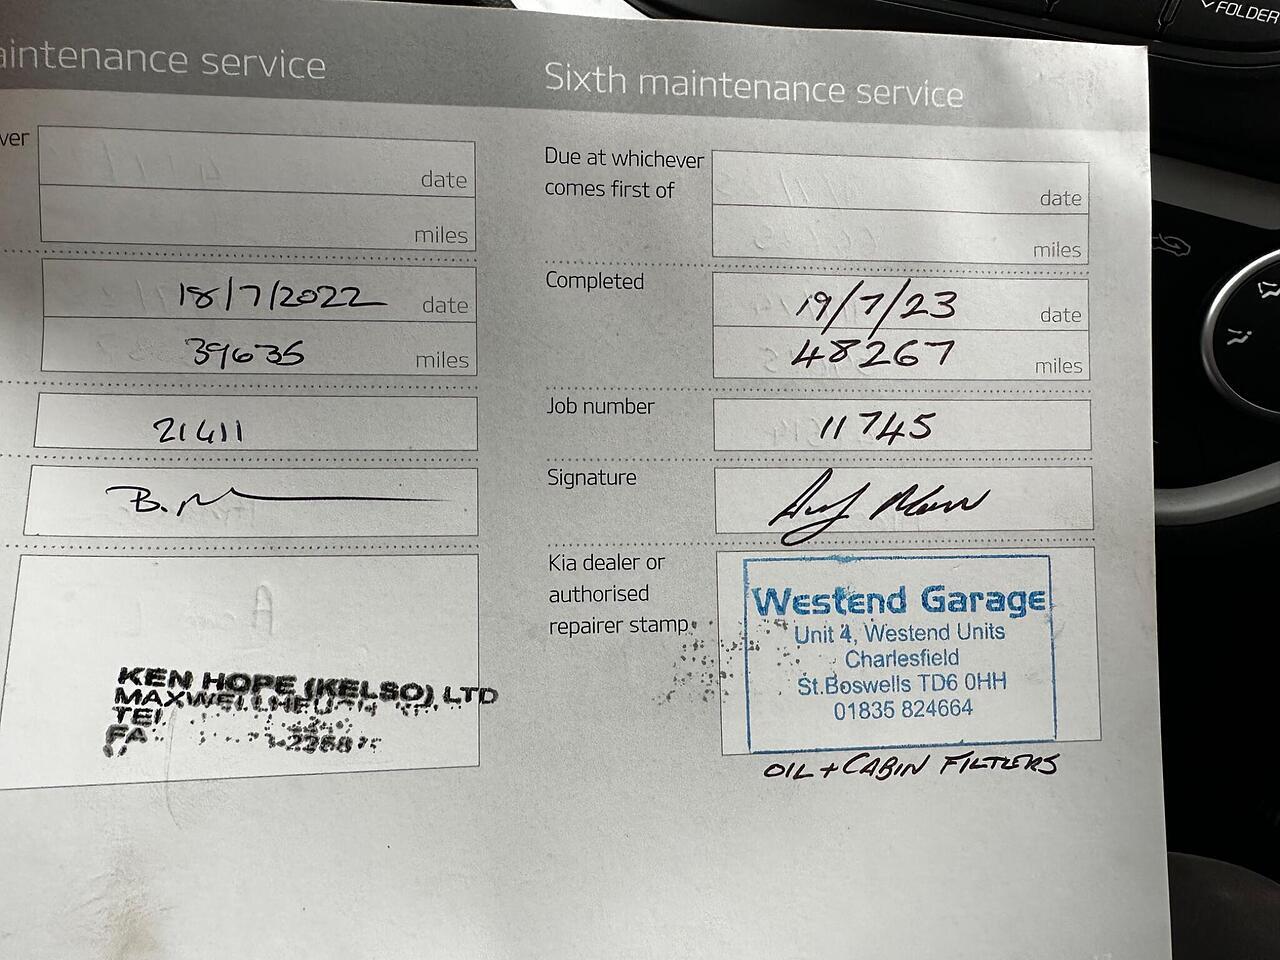 FOLDER
aintenance service
ver
date
miles
18/7/2022 date
39635 miles
21411
B.
KEN HOPE (KELSO) LTD
MAXWELLHEUGH
TEL
FA
Sixth maintenance service
Due at whichever
comes first of
date
miles
Completed
19/7/23 date
48267 miles
Job number
11745
Signature
Kia dealer or
authorised
repairer stamp
Westend Garage
Unit 4, Westend Units
Charlesfield
St.Boswells TD6 0HH
01835 824664
OIL + CABIN FILTERS